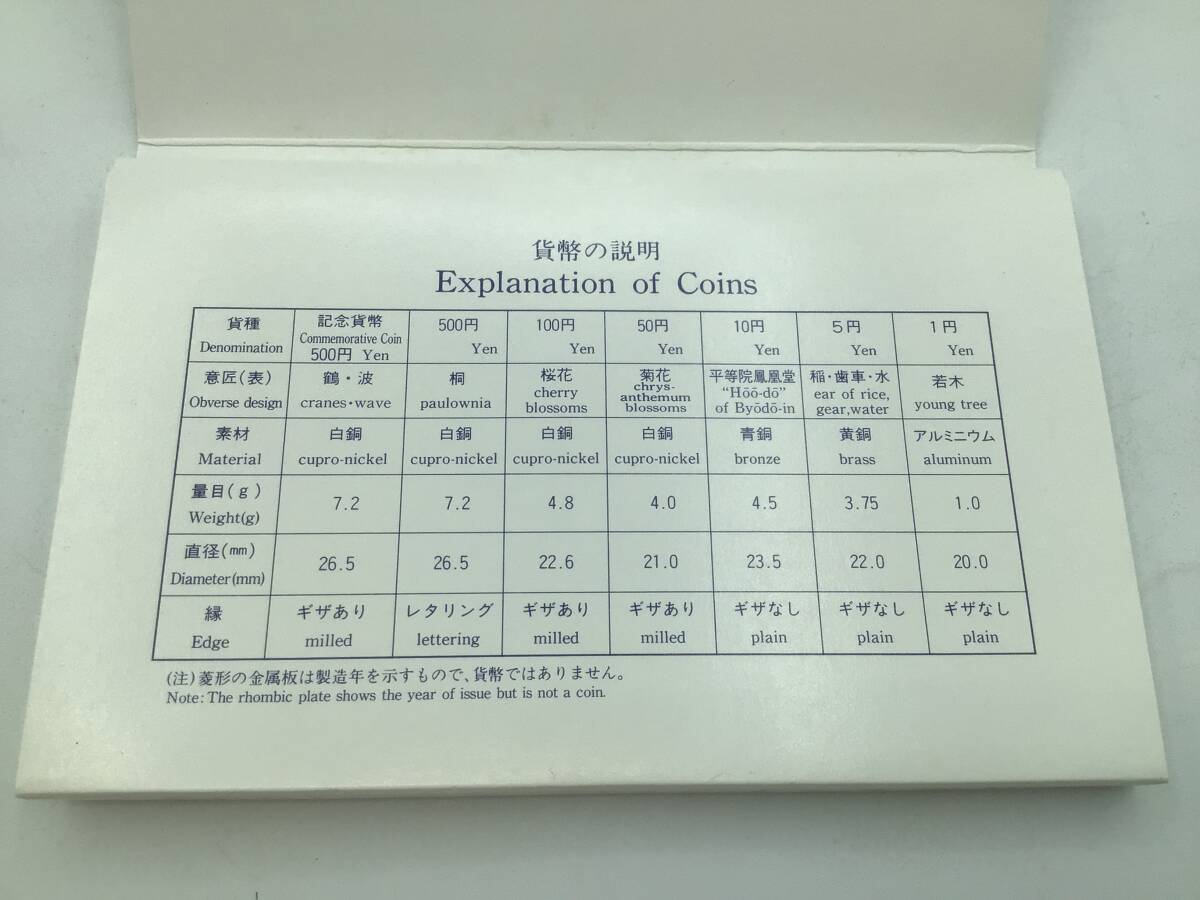 貨幣の説明
Explanation of Coins
貨種 記念貨幣 500円 100円 50円 10円 5円 1円
Denomination Commemorative Coin Yen Yen Yen Yen Yen Yen
500円 Yen
意匠(表) 鶴・波 桐 桜花 菊花 平等院鳳凰堂 稲・歯車・水 若木
Obverse design cranes・wave paulownia cherry chrys- "Hōō-dō" ear of rice, young tree
blossoms anthemum of Byōdō-in gear,water
blossoms
素材 白銅 白銅 白銅 白銅 青銅 黄銅 アルミニウム
Material cupro-nickel cupro-nickel cupro-nickel cupro-nickel bronze brass aluminum
量目(g) 7.2 7.2 4.8 4.0 4.5 3.75 1.0
Weight(g)
直径(mm) 26.5 26.5 22.6 21.0 23.5 22.0 20.0
Diameter(mm)
縁 ギザあり レタリング ギザあり ギザあり ギザなし ギザなし ギザなし
Edge milled lettering milled milled plain plain plain
(注)菱形の金属板は製造年を示すもので、貨幣ではありません。
Note: The rhombic plate shows the year of issue but is not a coin.